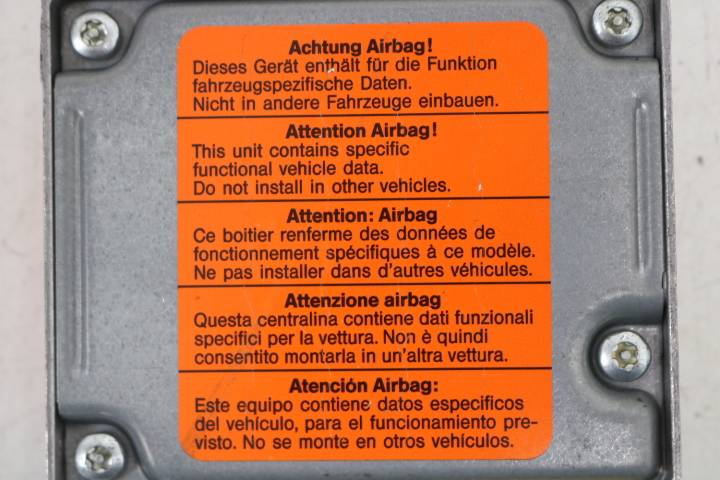 Achtung Airbag!
Dieses Gerät enthält für die Funktion
fahrzeugspezifische Daten.
Nicht in andere Fahrzeuge einbauen.
Attention Airbag!
This unit contains specific
functional vehicle data.
Do not install in other vehicles.
Attention: Airbag
Ce boitier renferme des données de
fonctionnement spécifiques à ce modèle.
Ne pas installer dans d'autres véhicules.
Attenzione airbag
Questa centralina contiene dati funzionali
specifici per la vettura. Non è quindi
consentito montarla in un'altra vettura.
Atención Airbag:
Este equipo contiene datos especificos
del vehículo, para el funcionamiento pre-
visto. No se monte en otros vehículos.